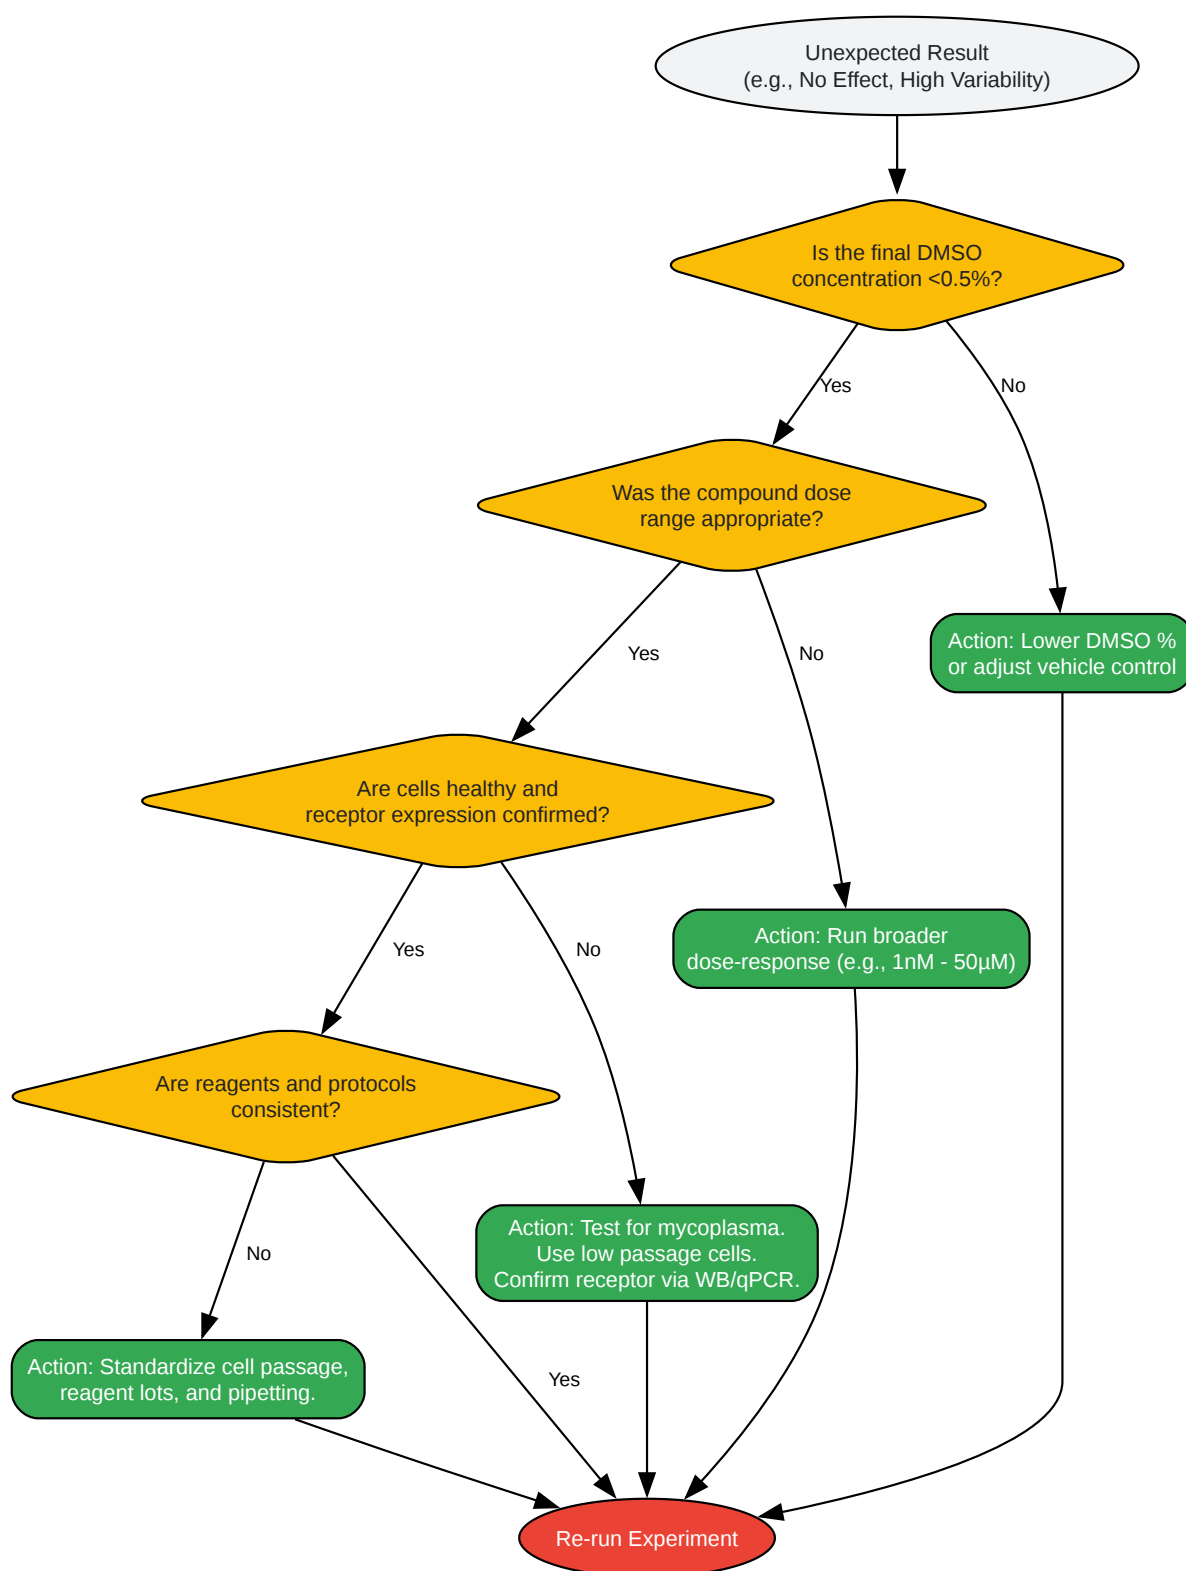 Unexpected Result
(e.g., No Effect, High Variability)
Is the final DMSO
concentration <0.5%?
Yes
No
Was the compound dose
range appropriate?
Yes
No
Action: Lower DMSO %
or adjust vehicle control
Are cells healthy and
receptor expression confirmed?
Yes
No
Action: Run broader
dose-response (e.g., 1nM - 50µM)
Are reagents and protocols
consistent?
No
Yes
Action: Test for mycoplasma.
Use low passage cells.
Confirm receptor via WB/qPCR.
Action: Standardize cell passage,
reagent lots, and pipetting.
Re-run Experiment